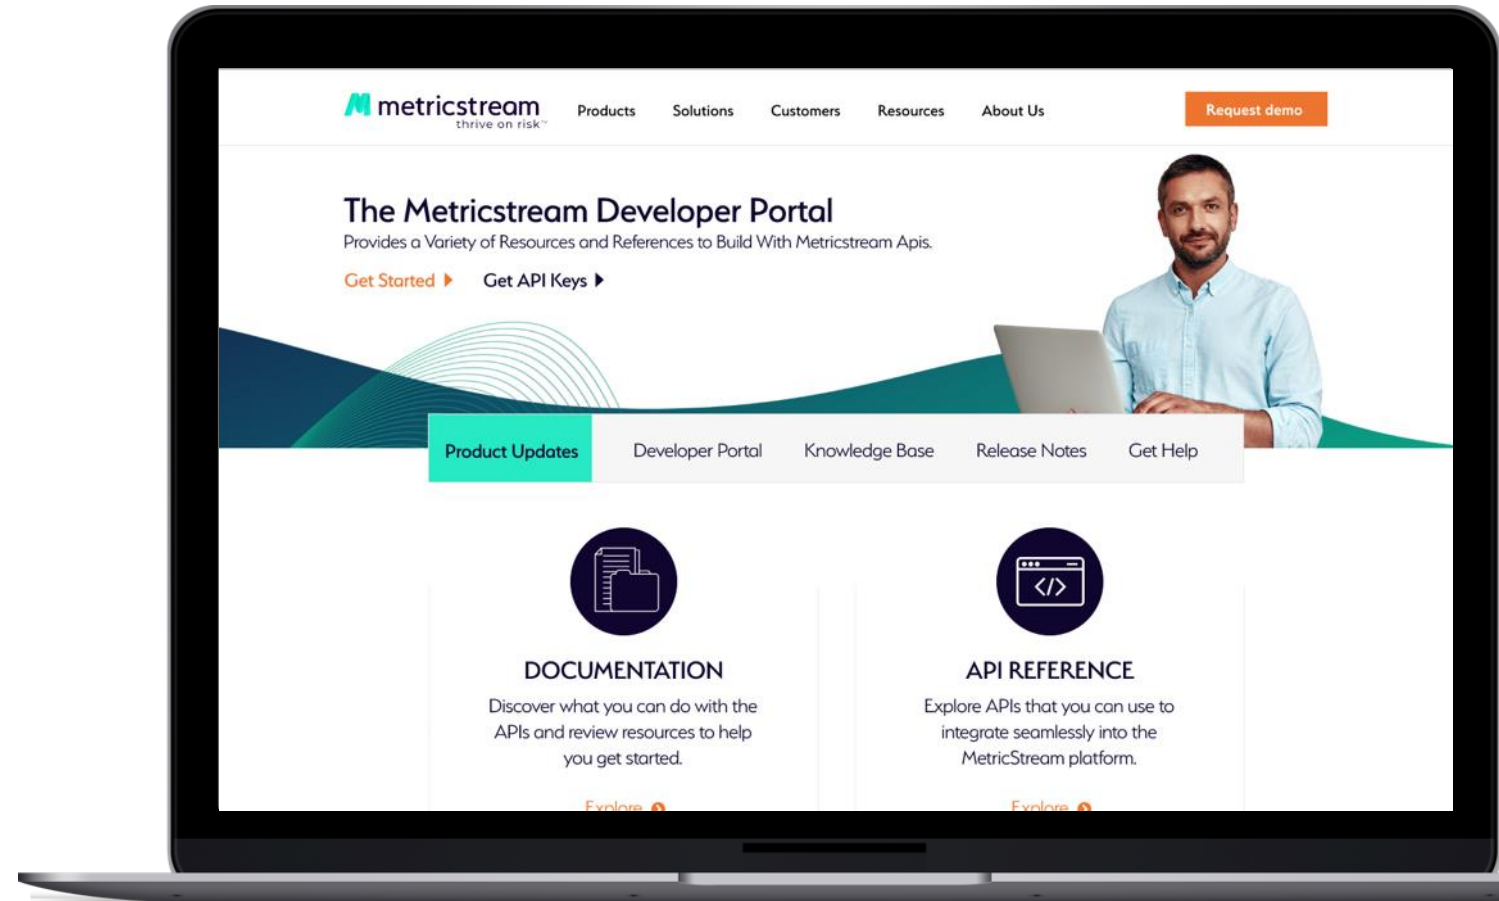 metricstream
thrive on risk™
Products Solutions Customers Resources About Us Request demo
The Metricstream Developer Portal
Provides a Variety of Resources and References to Build With Metricstream Apis.
Get Started Get API Keys
Product Updates Developer Portal Knowledge Base Release Notes Get Help
DOCUMENTATION
Discover what you can do with the
APIs and review resources to help
you get started.
Explore
API REFERENCE
Explore APIs that you can use to
integrate seamlessly into the
MetricStream platform.
Explore